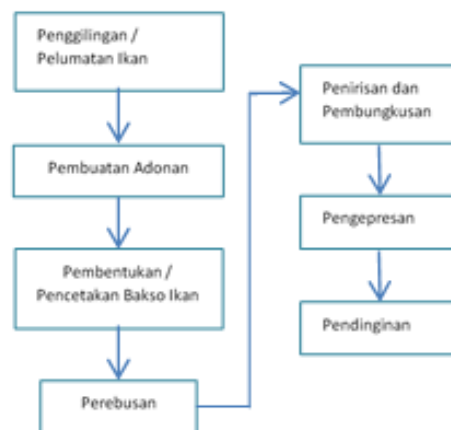 Penggilingan /
Pelumatan Ikan
Pembuatan Adonan
Pembentukan /
Pencetakan Bakso Ikan
Perebusan
Penirisan dan
Pembungkusan
Pengepresan
Pendinginan